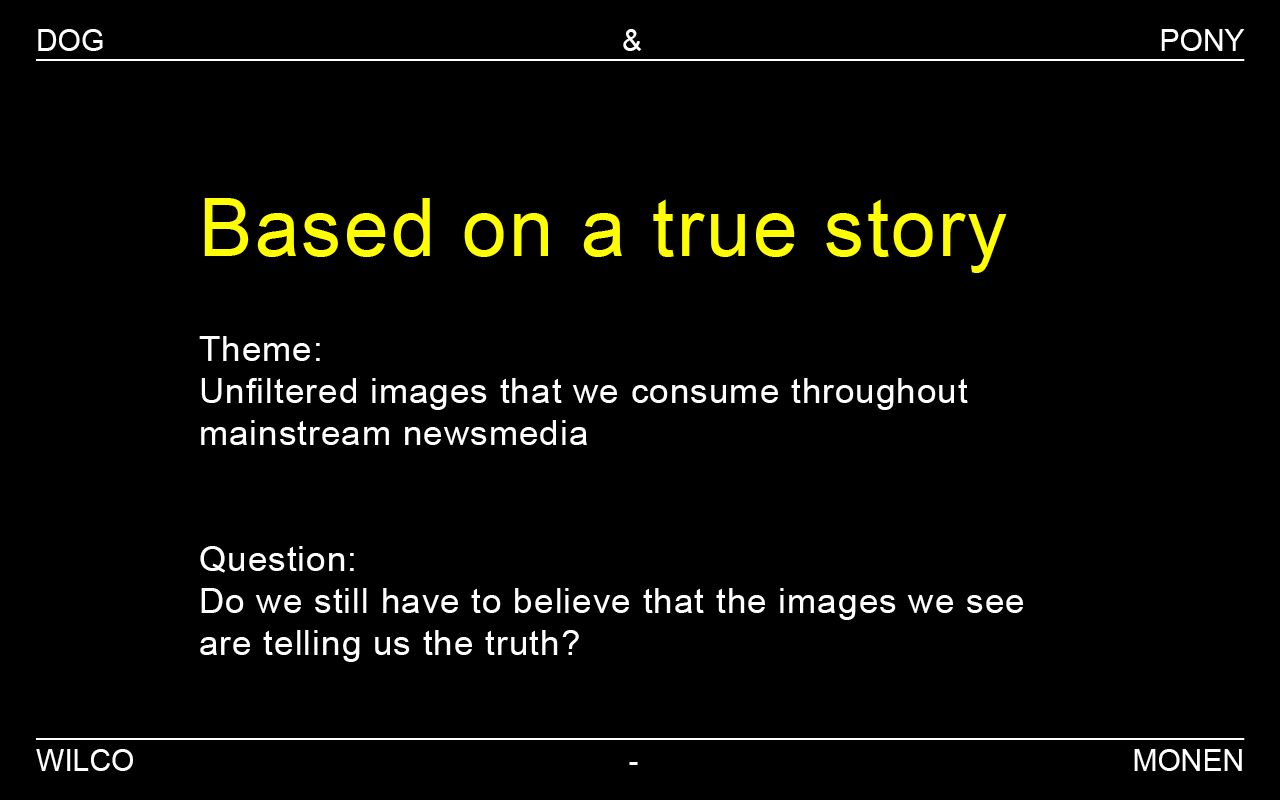 DOG & PONY
Based on a true story
Theme:
Unfiltered images that we consume throughout
mainstream newsmedia
Question:
Do we still have to believe that the images we see
are telling us the truth?
WILCO - MONEN